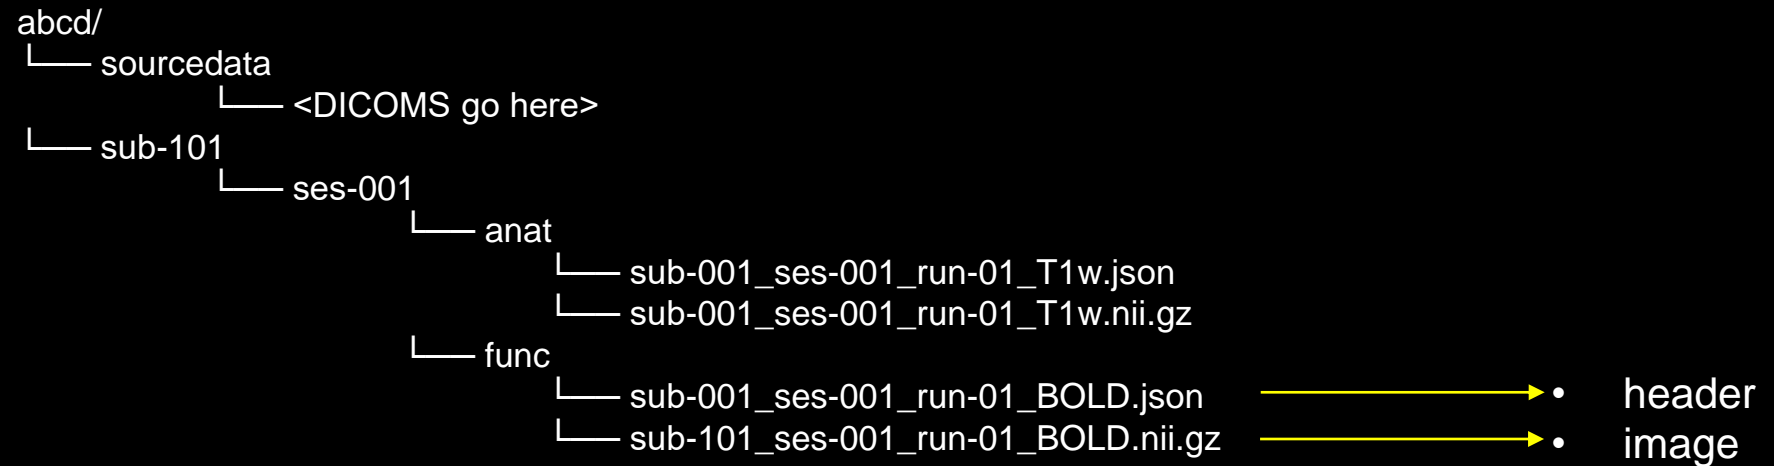 abcd/
└── sourcedata
└── <DICOMS go here>
└── sub-101
└── ses-001
└── anat
└── sub-001_ses-001_run-01_T1w.json
└── sub-001_ses-001_run-01_T1w.nii.gz
└── func
└── sub-001_ses-001_run-01_BOLD.json • header
└── sub-101_ses-001_run-01_BOLD.nii.gz • image